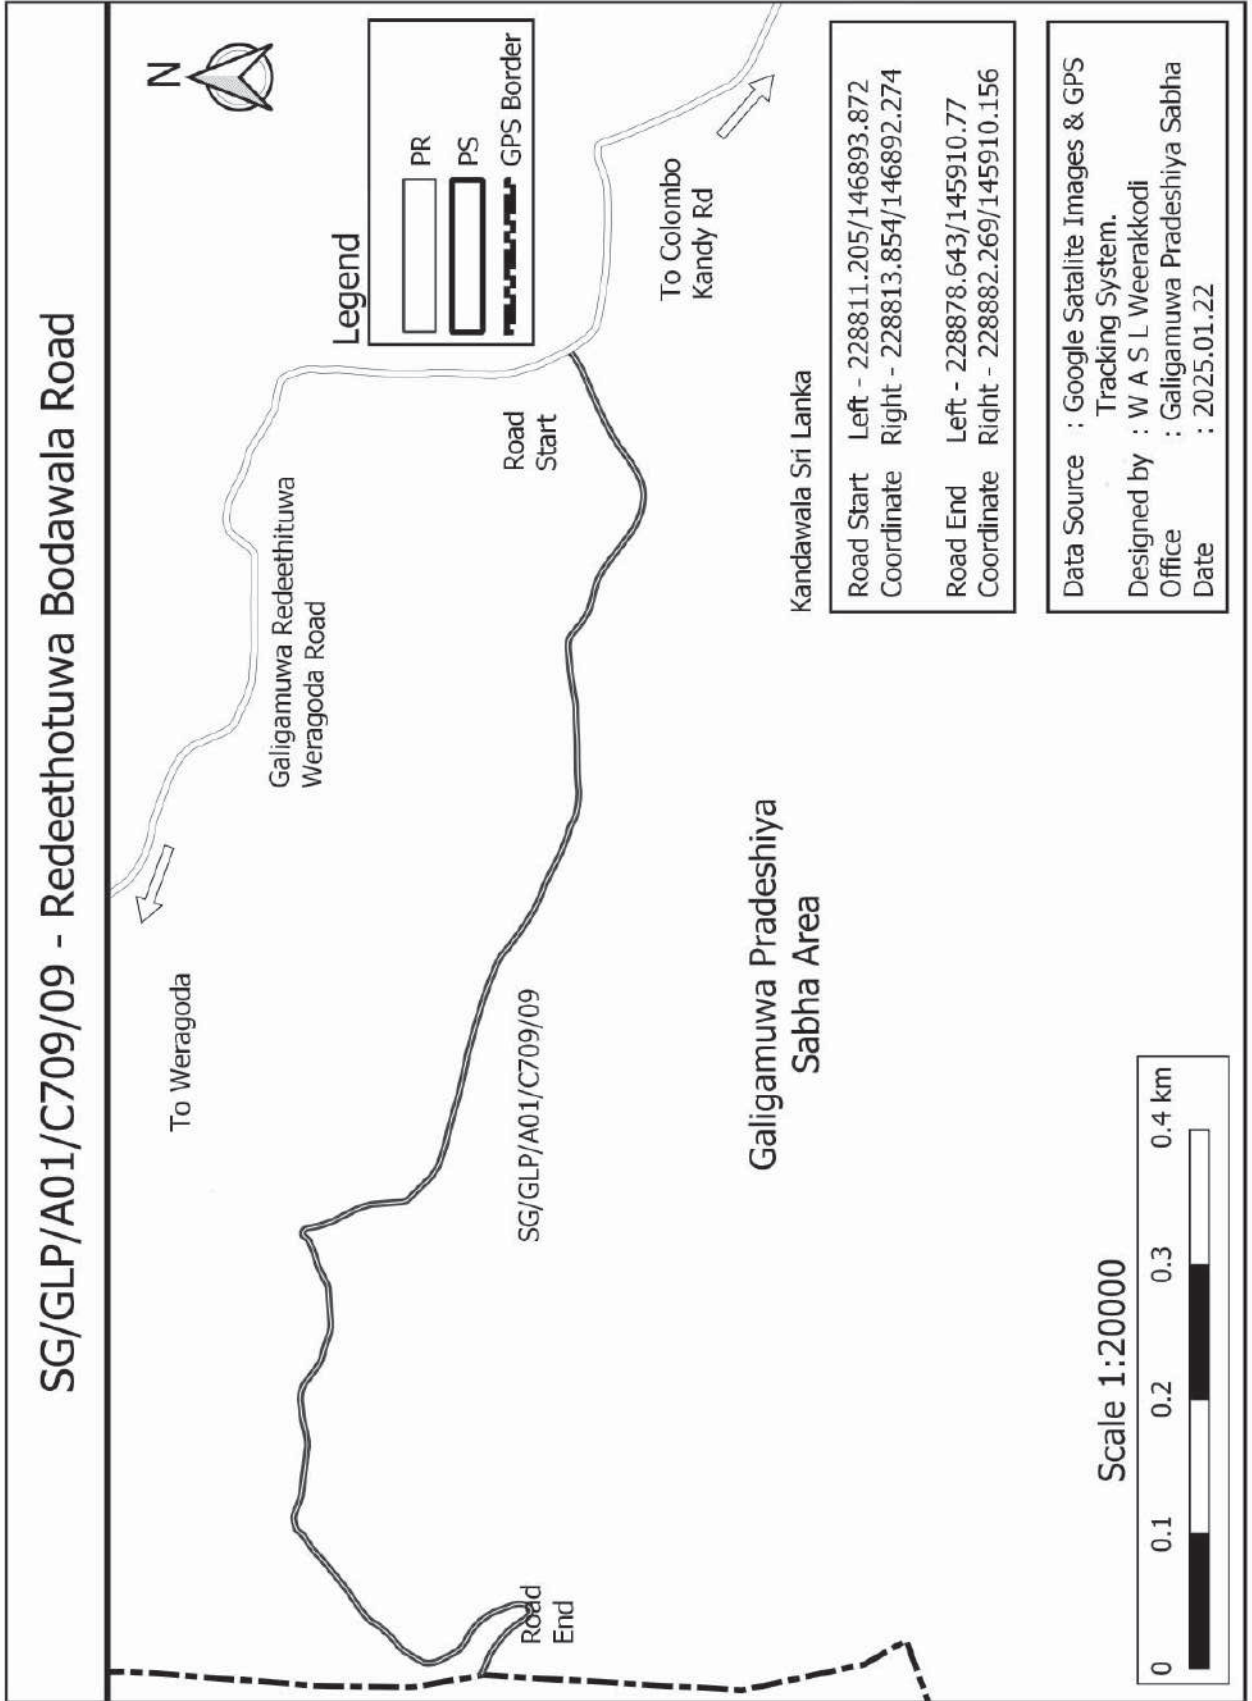 SG/GLP/A01/C709/09 - Redeethotuwa Bodawala Road
N
Legend
PR
PS
GPS Border
To Weragoda
Galigamuwa Redeethituwa
Weragoda Road
Road
Start
To Colombo
Kandy Rd
SG/GLP/A01/C709/09
Road
End
Galigamuwa Pradeshiya
Sabha Area
Kandawala Sri Lanka
Road Start Left - 228811.205/146893.872
Coordinate Right - 228813.854/146892.274
Road End Left - 228878.643/145910.77
Coordinate Right - 228882.269/145910.156
Data Source : Google Satalite Images & GPS
Tracking System.
Designed by : W A S L Weerakkodi
Office : Galigamuwa Pradeshiya Sabha
Date : 2025.01.22
Scale 1:20000
0 0.1 0.2 0.3 0.4 km